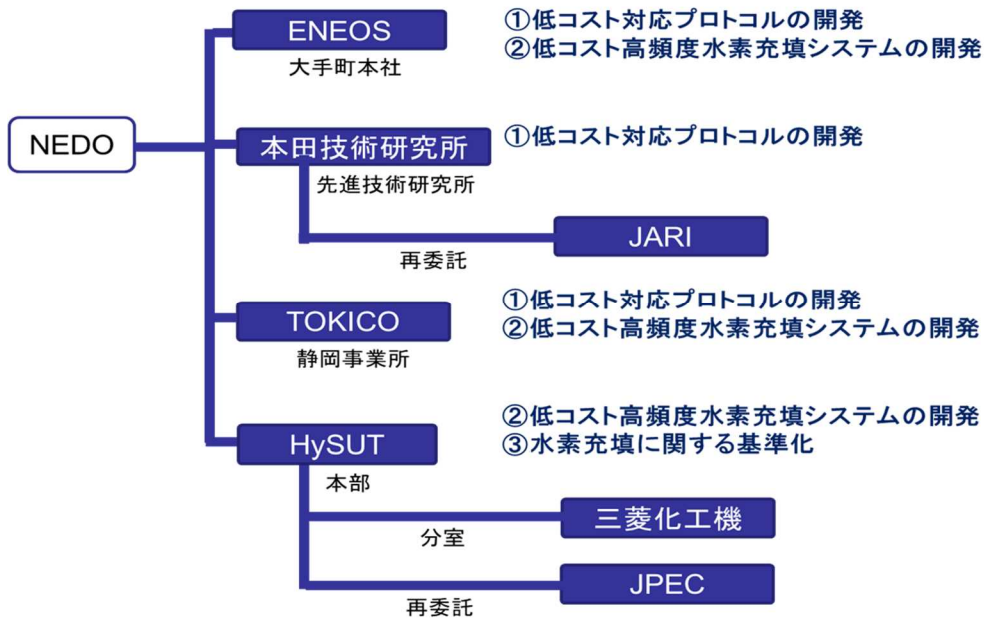 ENEOS
大手町本社
①低コスト対応プロトコルの開発
②低コスト高頻度水素充填システムの開発
NEDO
本田技術研究所
先進技術研究所
①低コスト対応プロトコルの開発
再委託
JARI
TOKICO
静岡事業所
①低コスト対応プロトコルの開発
②低コスト高頻度水素充填システムの開発
HySUT
本部
②低コスト高頻度水素充填システムの開発
③水素充填に関する基準化
分室
三菱化工機
再委託
JPEC